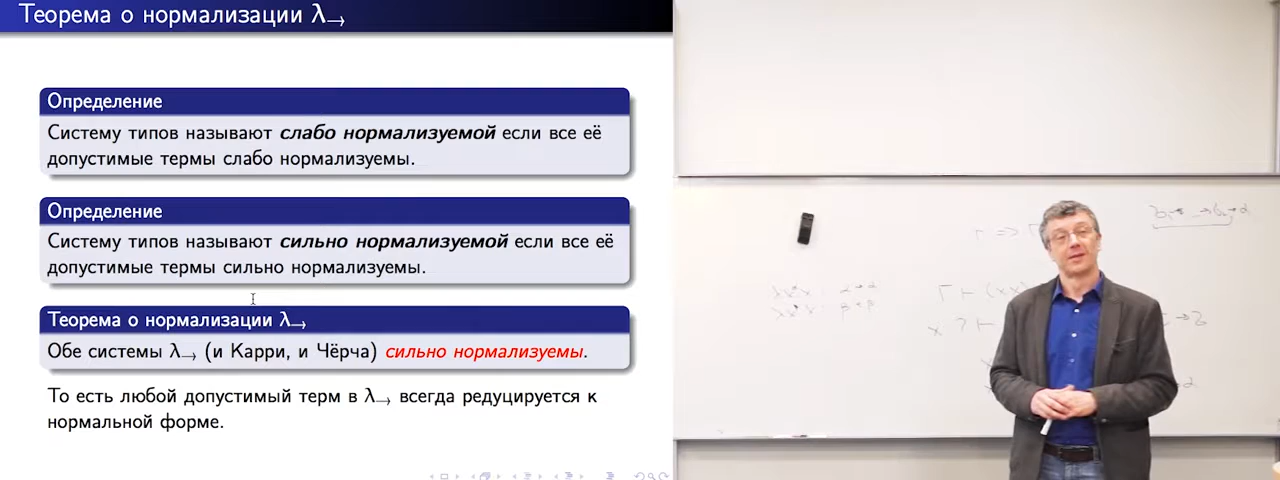 Теорема о нормализации λ→
Определение
Систему типов называют слабо нормализуемой если все её
допустимые термы слабо нормализуемы.
Определение
Систему типов называют сильно нормализуемой если все её
допустимые термы сильно нормализуемы.
Теорема о нормализации λ→
Обе системы λ→ (и Карри, и Чёрча) сильно нормализуемы.
То есть любой допустимый терм в λ→ всегда редуцируется к
нормальной форме.